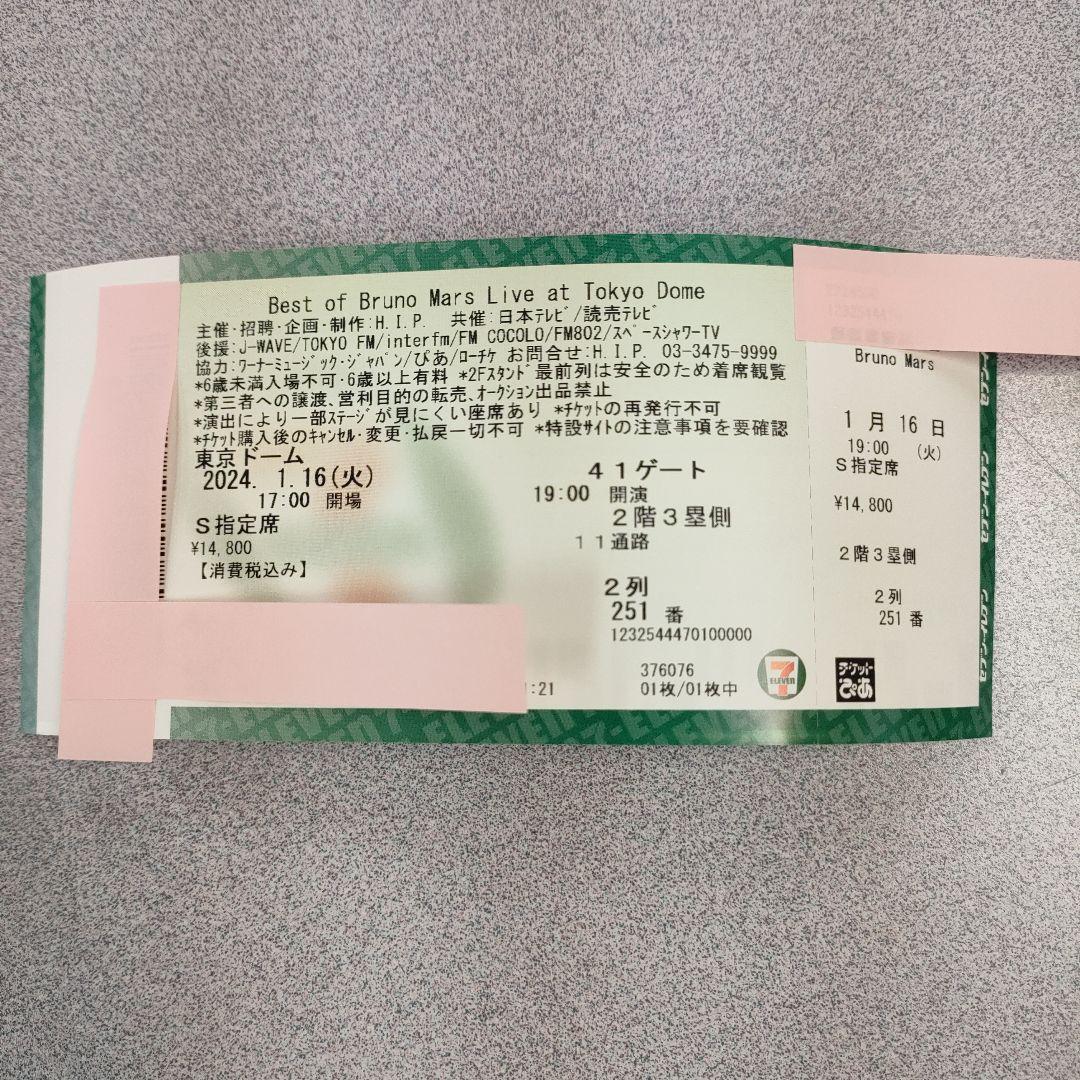 Best of Bruno Mars Live at Tokyo Dome
主催・招聘・企画・制作:H.I.P. 共催:日本テレビ/読売テレビ
後援:J-WAVE/TOKYO FM/interfm/FM COCOLO/FM802/スペースシャワーTV
協力:ワーナーミュージック・ジャパン/ぴあ/ローチケ お問合せ:H.I.P. 03-3475-9999
*6歳未満入場不可・6歳以上有料 *2Fスタンド最前列は安全のため着席観覧
*第三者への譲渡、営利目的の転売、オークション出品禁止
*演出により一部ステージが見にくい座席あり *チケットの再発行不可
*チケット購入後のキャンセル・変更・払戻一切不可 *特設サイトの注意事項を要確認
東京ドーム
2024. 1.16(火) 41ゲート
17:00 開場 19:00 開演
S指定席 2階3塁側
¥14,800 11通路
【消費税込み】
2列
251 番
1232544470100000
376076
:21 01枚/01枚中
7 ELEVEN
Bruno Mars
1月 16 日
19:00 (火)
S指定席
¥14,800
2階3塁側
2列
251 番
チケットぴあ